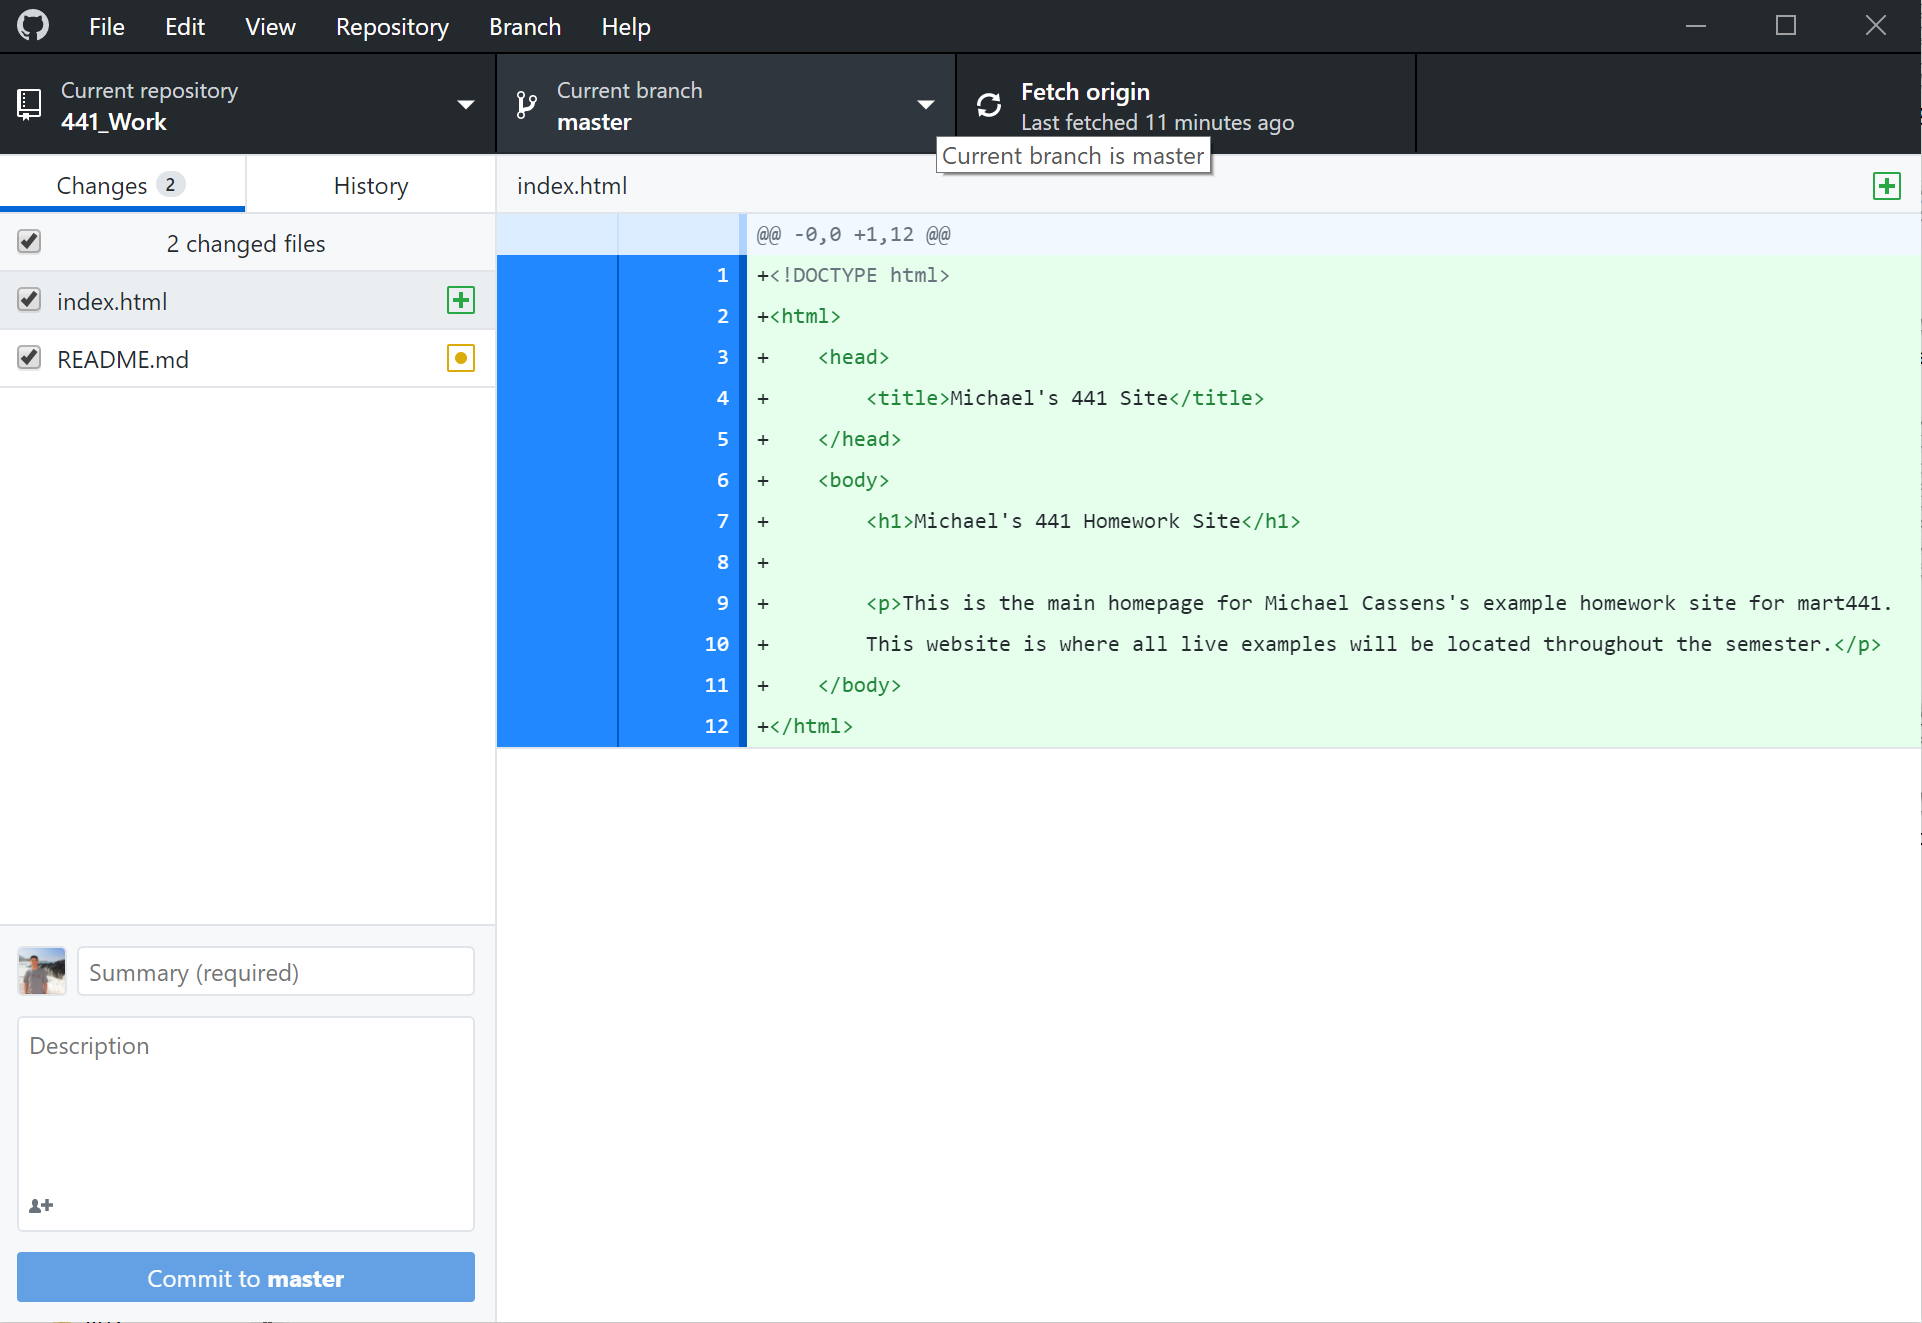 File Edit View Repository Branch Help
Current repository
441_Work
Current branch
master
Fetch origin
Last fetched 11 minutes ago
Current branch is master
Changes 2
History
index.html
2 changed files
index.html
README.md
@@ -0,0 +1,12 @@
1 +<!DOCTYPE html>
2 +<html>
3 +    <head>
4 +        <title>Michael's 441 Site</title>
5 +    </head>
6 +    <body>
7 +        <h1>Michael's 441 Homework Site</h1>
8 +
9 +        <p>This is the main homepage for Michael Cassens's example homework site for mart441.
10 +        This website is where all live examples will be located throughout the semester.</p>
11 +    </body>
12 +</html>
Summary (required)
Description
Commit to master